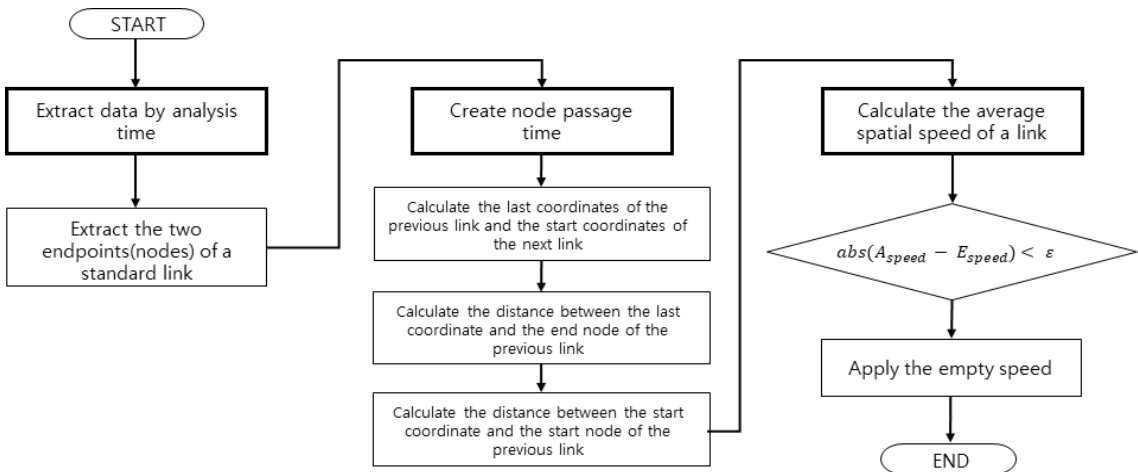 START
Extract data by analysis
time
Extract the two
endpoints(nodes) of a
standard link
Create node passage
time
Calculate the last coordinates of the
previous link and the start coordinates of
the next link
Calculate the distance between the last
coordinate and the end node of the
previous link
Calculate the distance between the start
coordinate and the start node of the
previous link
Calculate the average
spatial speed of a link
abs(A_speed − E_speed) < ε
Apply the empty speed
END